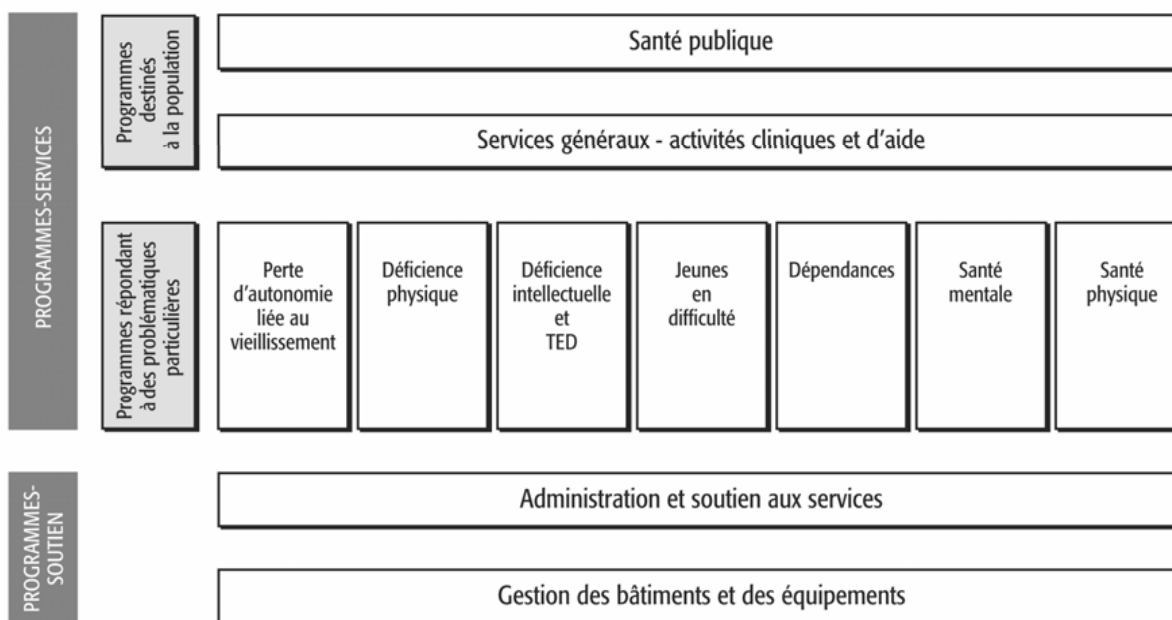 PROGRAMMES-SERVICES
Programmes
destinés
à la population
Santé publique
Services généraux - activités cliniques et d'aide
Programmes répondant
à des problématiques
particulières
Perte
d'autonomie
liée au
vieillissement
Déficience
physique
Déficience
intellectuelle
et
TED
Jeunes
en
difficulté
Dépendances
Santé
mentale
Santé
physique
PROGRAMMES-
SOUTIEN
Administration et soutien aux services
Gestion des bâtiments et des équipements